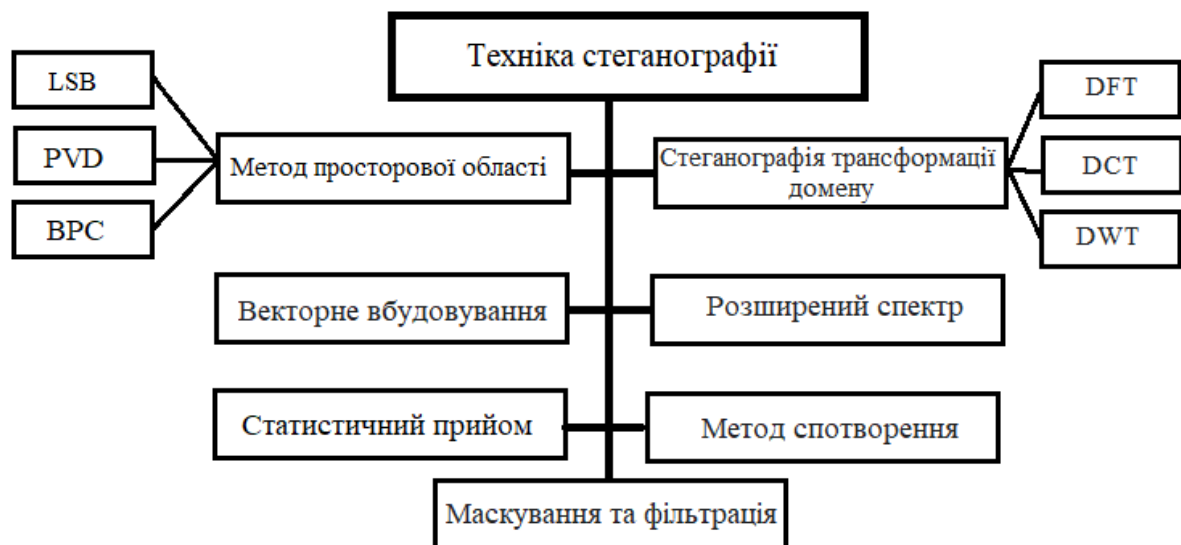 Техніка стеганографії
LSB
PVD
BPC
Метод просторової області
Стеганографія трансформації
домену
DFT
DCT
DWT
Векторне вбудовування
Розширений спектр
Статистичний прийом
Метод спотворення
Маскування та фільтрація